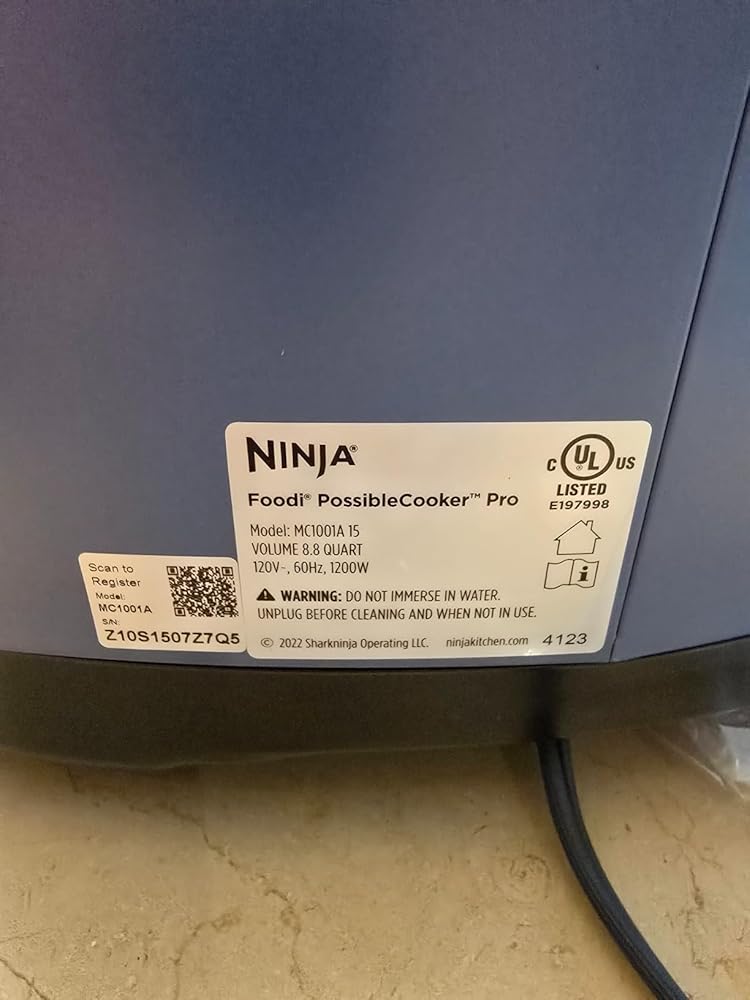 NINJA®
Foodi® PossibleCooker™ Pro
Model: MC1001A 15
VOLUME 8.8 QUART
120V~, 60Hz, 1200W
WARNING: DO NOT IMMERSE IN WATER.
UNPLUG BEFORE CLEANING AND WHEN NOT IN USE.
© 2022 Sharkninja Operating LLC. ninjakitchen.com 4123
C UL® US
LISTED
E197998
i
Scan to
Register
Model:
MC1001A
S/N:
Z10S1507Z7Q5